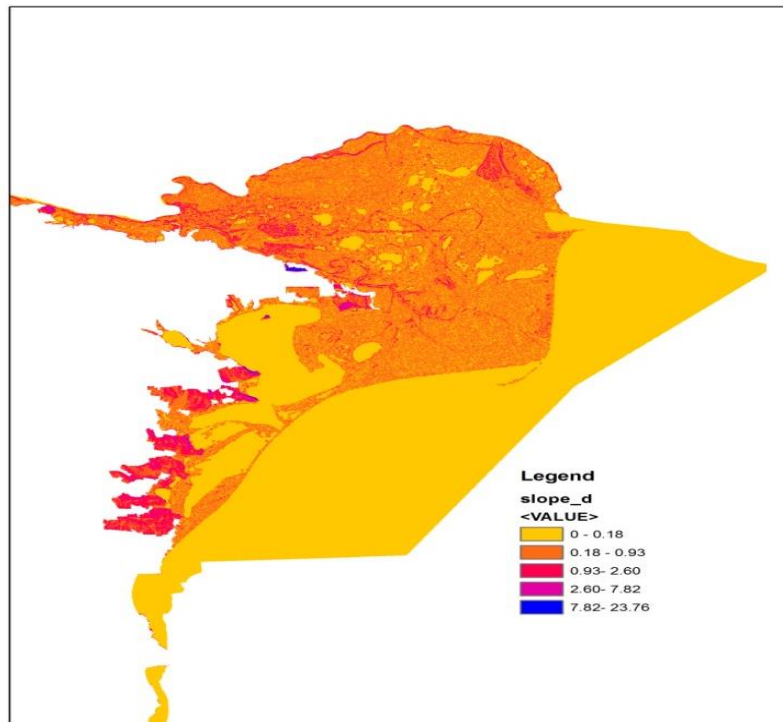 Legend
slope_d
<VALUE>
0 - 0.18
0.18 - 0.93
0.93- 2.60
2.60- 7.82
7.82- 23.76